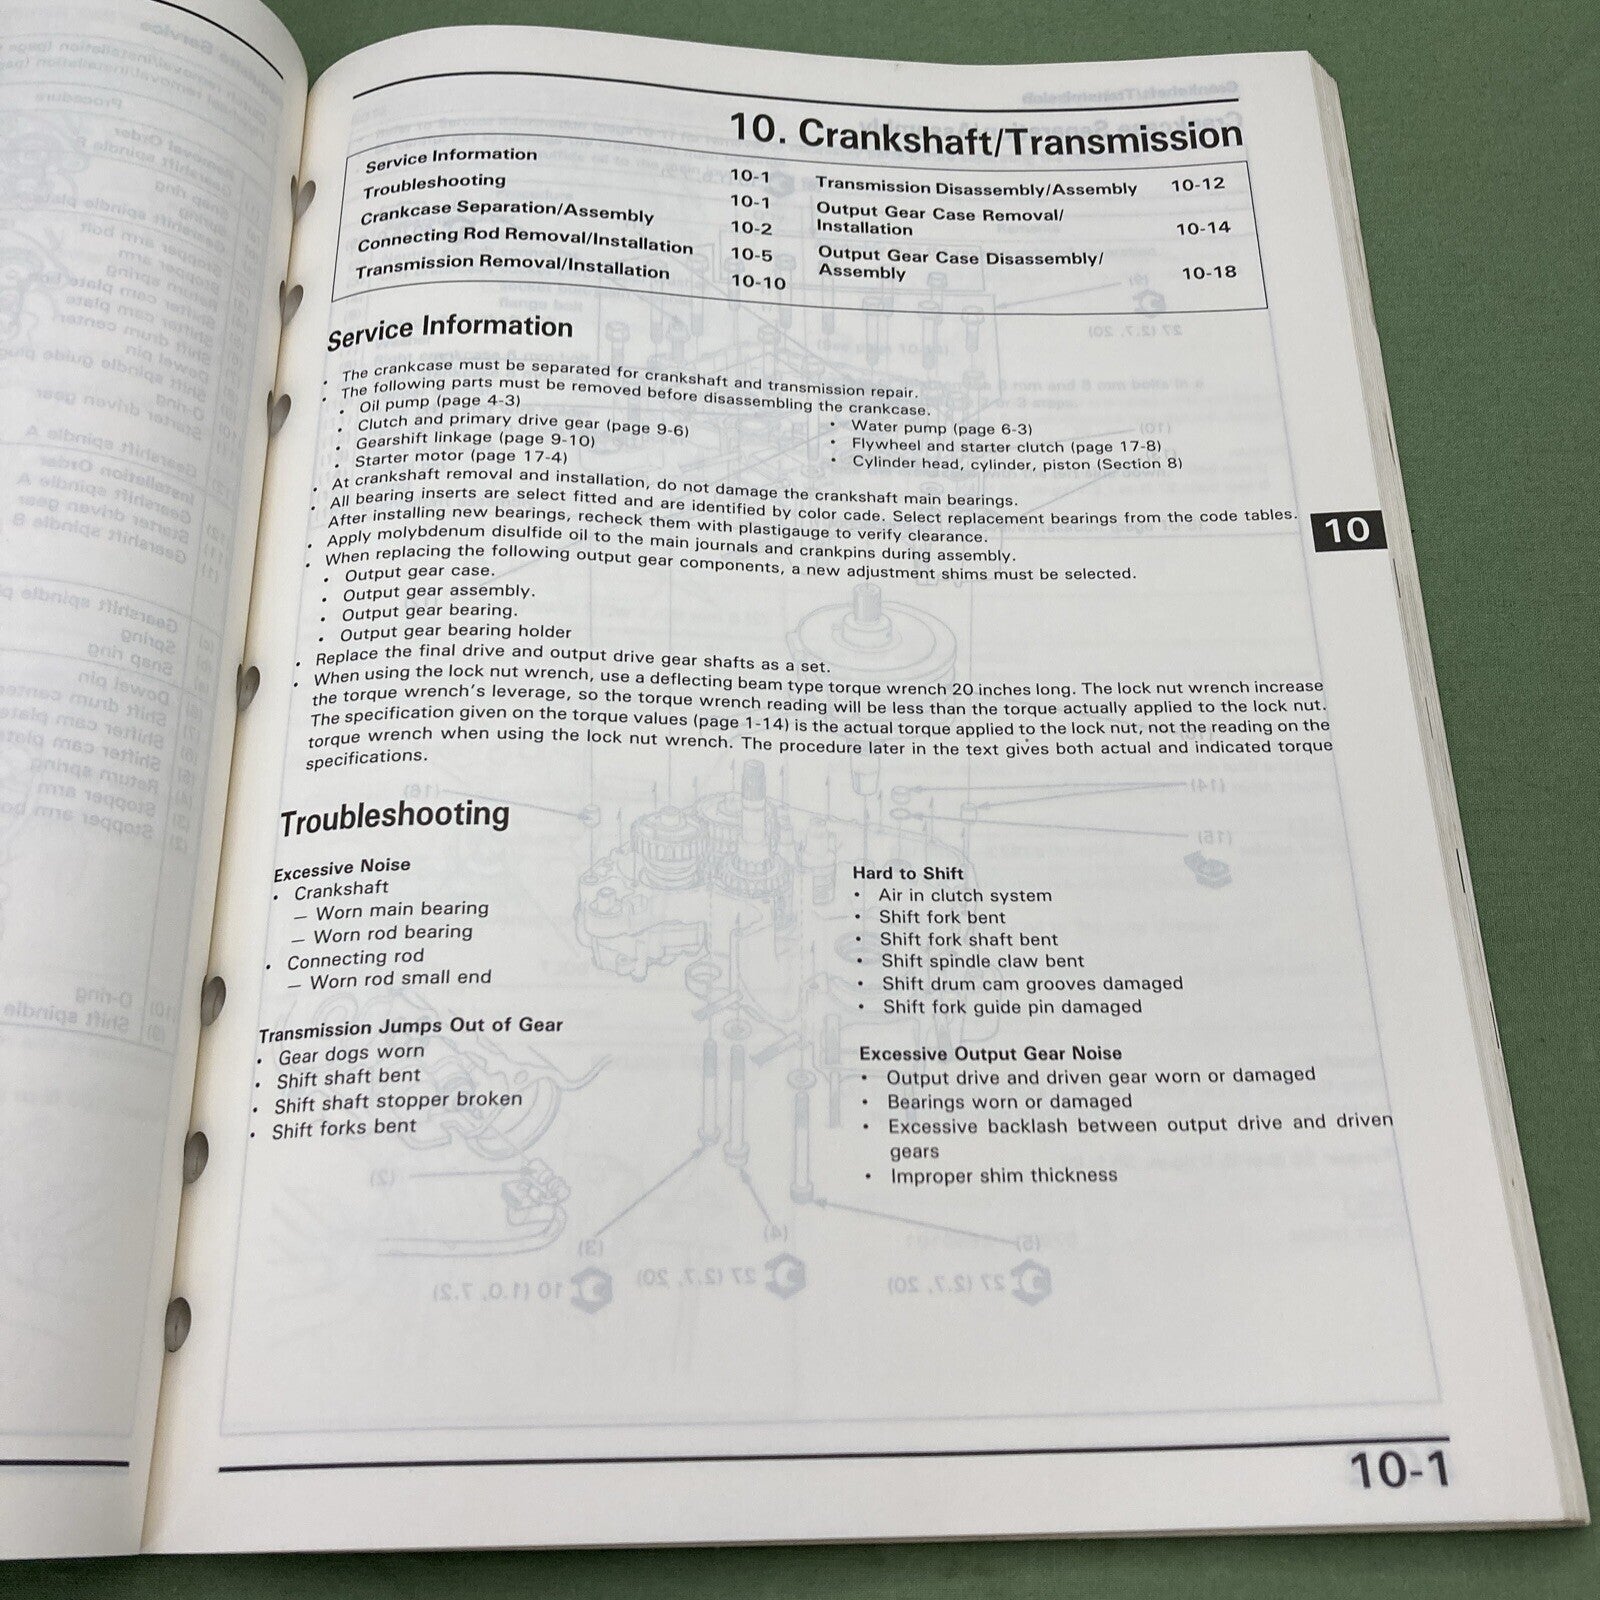 10. Crankshaft/Transmission
Service Information 10-1
Troubleshooting 10-1
Crankcase Separation/Assembly 10-2
Connecting Rod Removal/Installation 10-5
Transmission Removal/Installation 10-10
Transmission Disassembly/Assembly 10-12
Output Gear Case Removal/
Installation 10-14
Output Gear Case Disassembly/
Assembly 10-18
Service Information
• The crankcase must be separated for crankshaft and transmission repair.
• The following parts must be removed before disassembling the crankcase.
• Oil pump (page 4-3)
• Clutch and primary drive gear (page 9-6)
• Gearshift linkage (page 9-10)
• Starter motor (page 17-4)
• Water pump (page 6-3)
• Flywheel and starter clutch (page 17-8)
• Cylinder head, cylinder, piston (Section 8)
• At crankshaft removal and installation, do not damage the crankshaft main bearings.
• All bearing inserts are select fitted and are identified by color cade. Select replacement bearings from the code tables.
After installing new bearings, recheck them with plastigauge to verify clearance.
• Apply molybdenum disulfide oil to the main journals and crankpins during assembly.
• When replacing the following output gear components, a new adjustment shims must be selected.
• Output gear case.
• Output gear assembly.
• Output gear bearing.
• Output gear bearing holder
• Replace the final drive and output drive gear shafts as a set.
• When using the lock nut wrench, use a deflecting beam type torque wrench 20 inches long. The lock nut wrench increase
the torque wrench's leverage, so the torque wrench reading will be less than the torque actually applied to the lock nut.
The specification given on the torque values (page 1-14) is the actual torque applied to the lock nut, not the reading on the
torque wrench when using the lock nut wrench. The procedure later in the text gives both actual and indicated torque
specifications.
10
Troubleshooting
Excessive Noise
• Crankshaft
– Worn main bearing
– Worn rod bearing
• Connecting rod
– Worn rod small end
Transmission Jumps Out of Gear
• Gear dogs worn
• Shift shaft bent
• Shift shaft stopper broken
• Shift forks bent
Hard to Shift
• Air in clutch system
• Shift fork bent
• Shift fork shaft bent
• Shift spindle claw bent
• Shift drum cam grooves damaged
• Shift fork guide pin damaged
Excessive Output Gear Noise
• Output drive and driven gear worn or damaged
• Bearings worn or damaged
• Excessive backlash between output drive and driven
gears
• Improper shim thickness
10-1